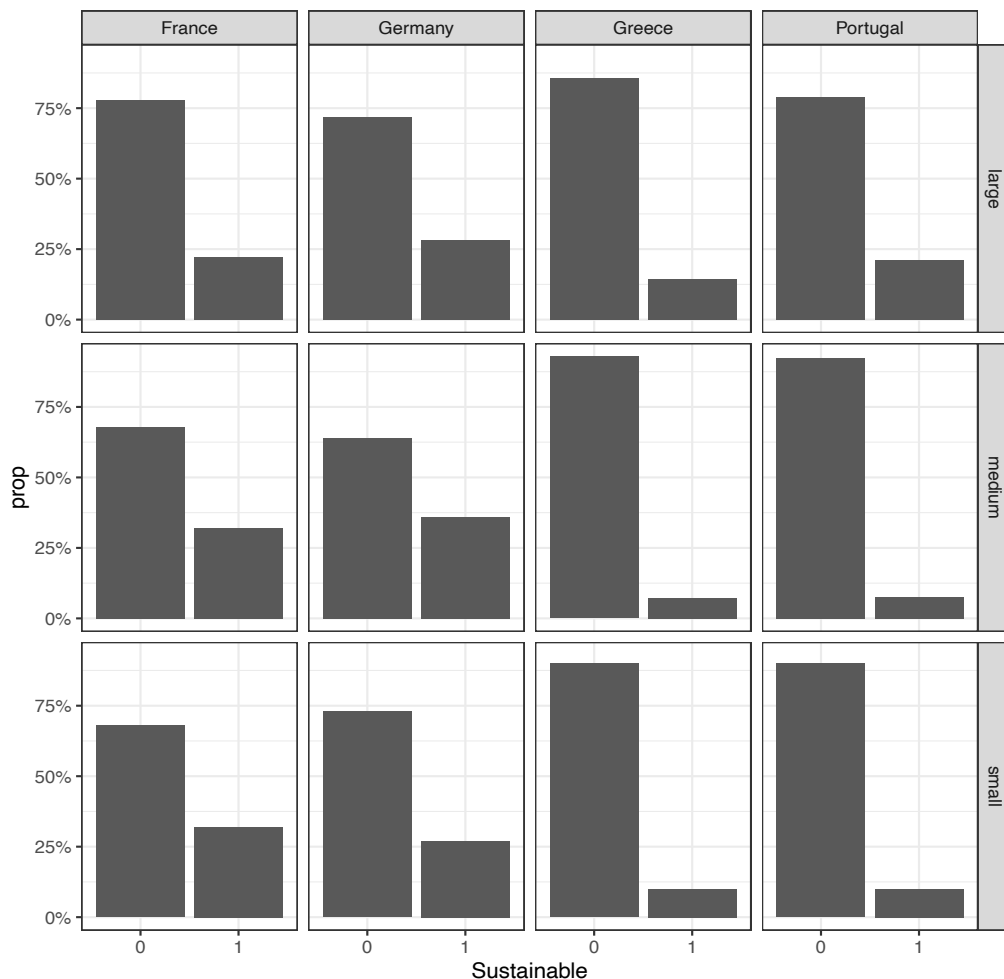 France Germany Greece Portugal
75%
50%
25%
0%
large
75%
50%
25%
0%
medium
75%
50%
25%
0%
small
prop
0 1 0 1 0 1 0 1
Sustainable